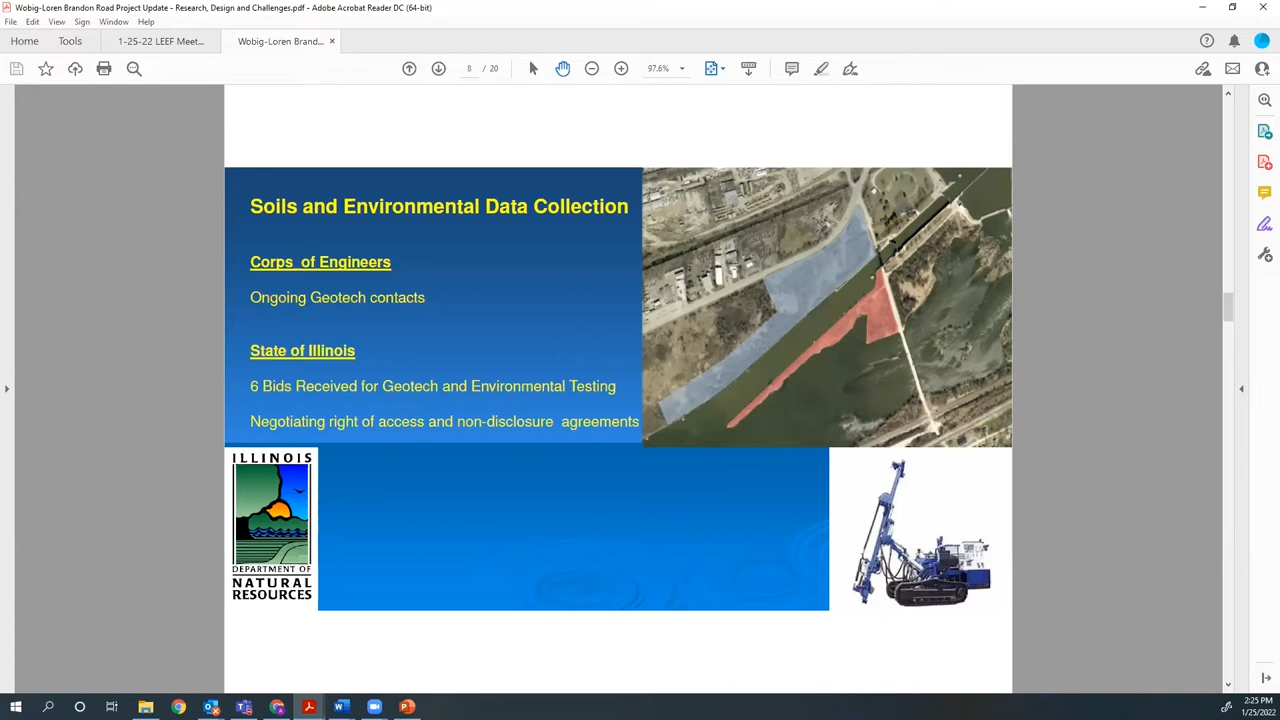 Wobig-Loren Brandon Road Project Update - Research, Design and Challenges.pdf - Adobe Acrobat Reader DC (64-bit)
File Edit View Sign Window Help
Home Tools 1-25-22 LEEF Meet... Wobig-Loren Brand... ×
8 / 20 97.6%
Soils and Environmental Data Collection
Corps of Engineers
Ongoing Geotech contacts
State of Illinois
6 Bids Received for Geotech and Environmental Testing
Negotiating right of access and non-disclosure agreements
ILLINOIS
DEPARTMENT OF
NATURAL
RESOURCES
2:25 PM
1/25/2022